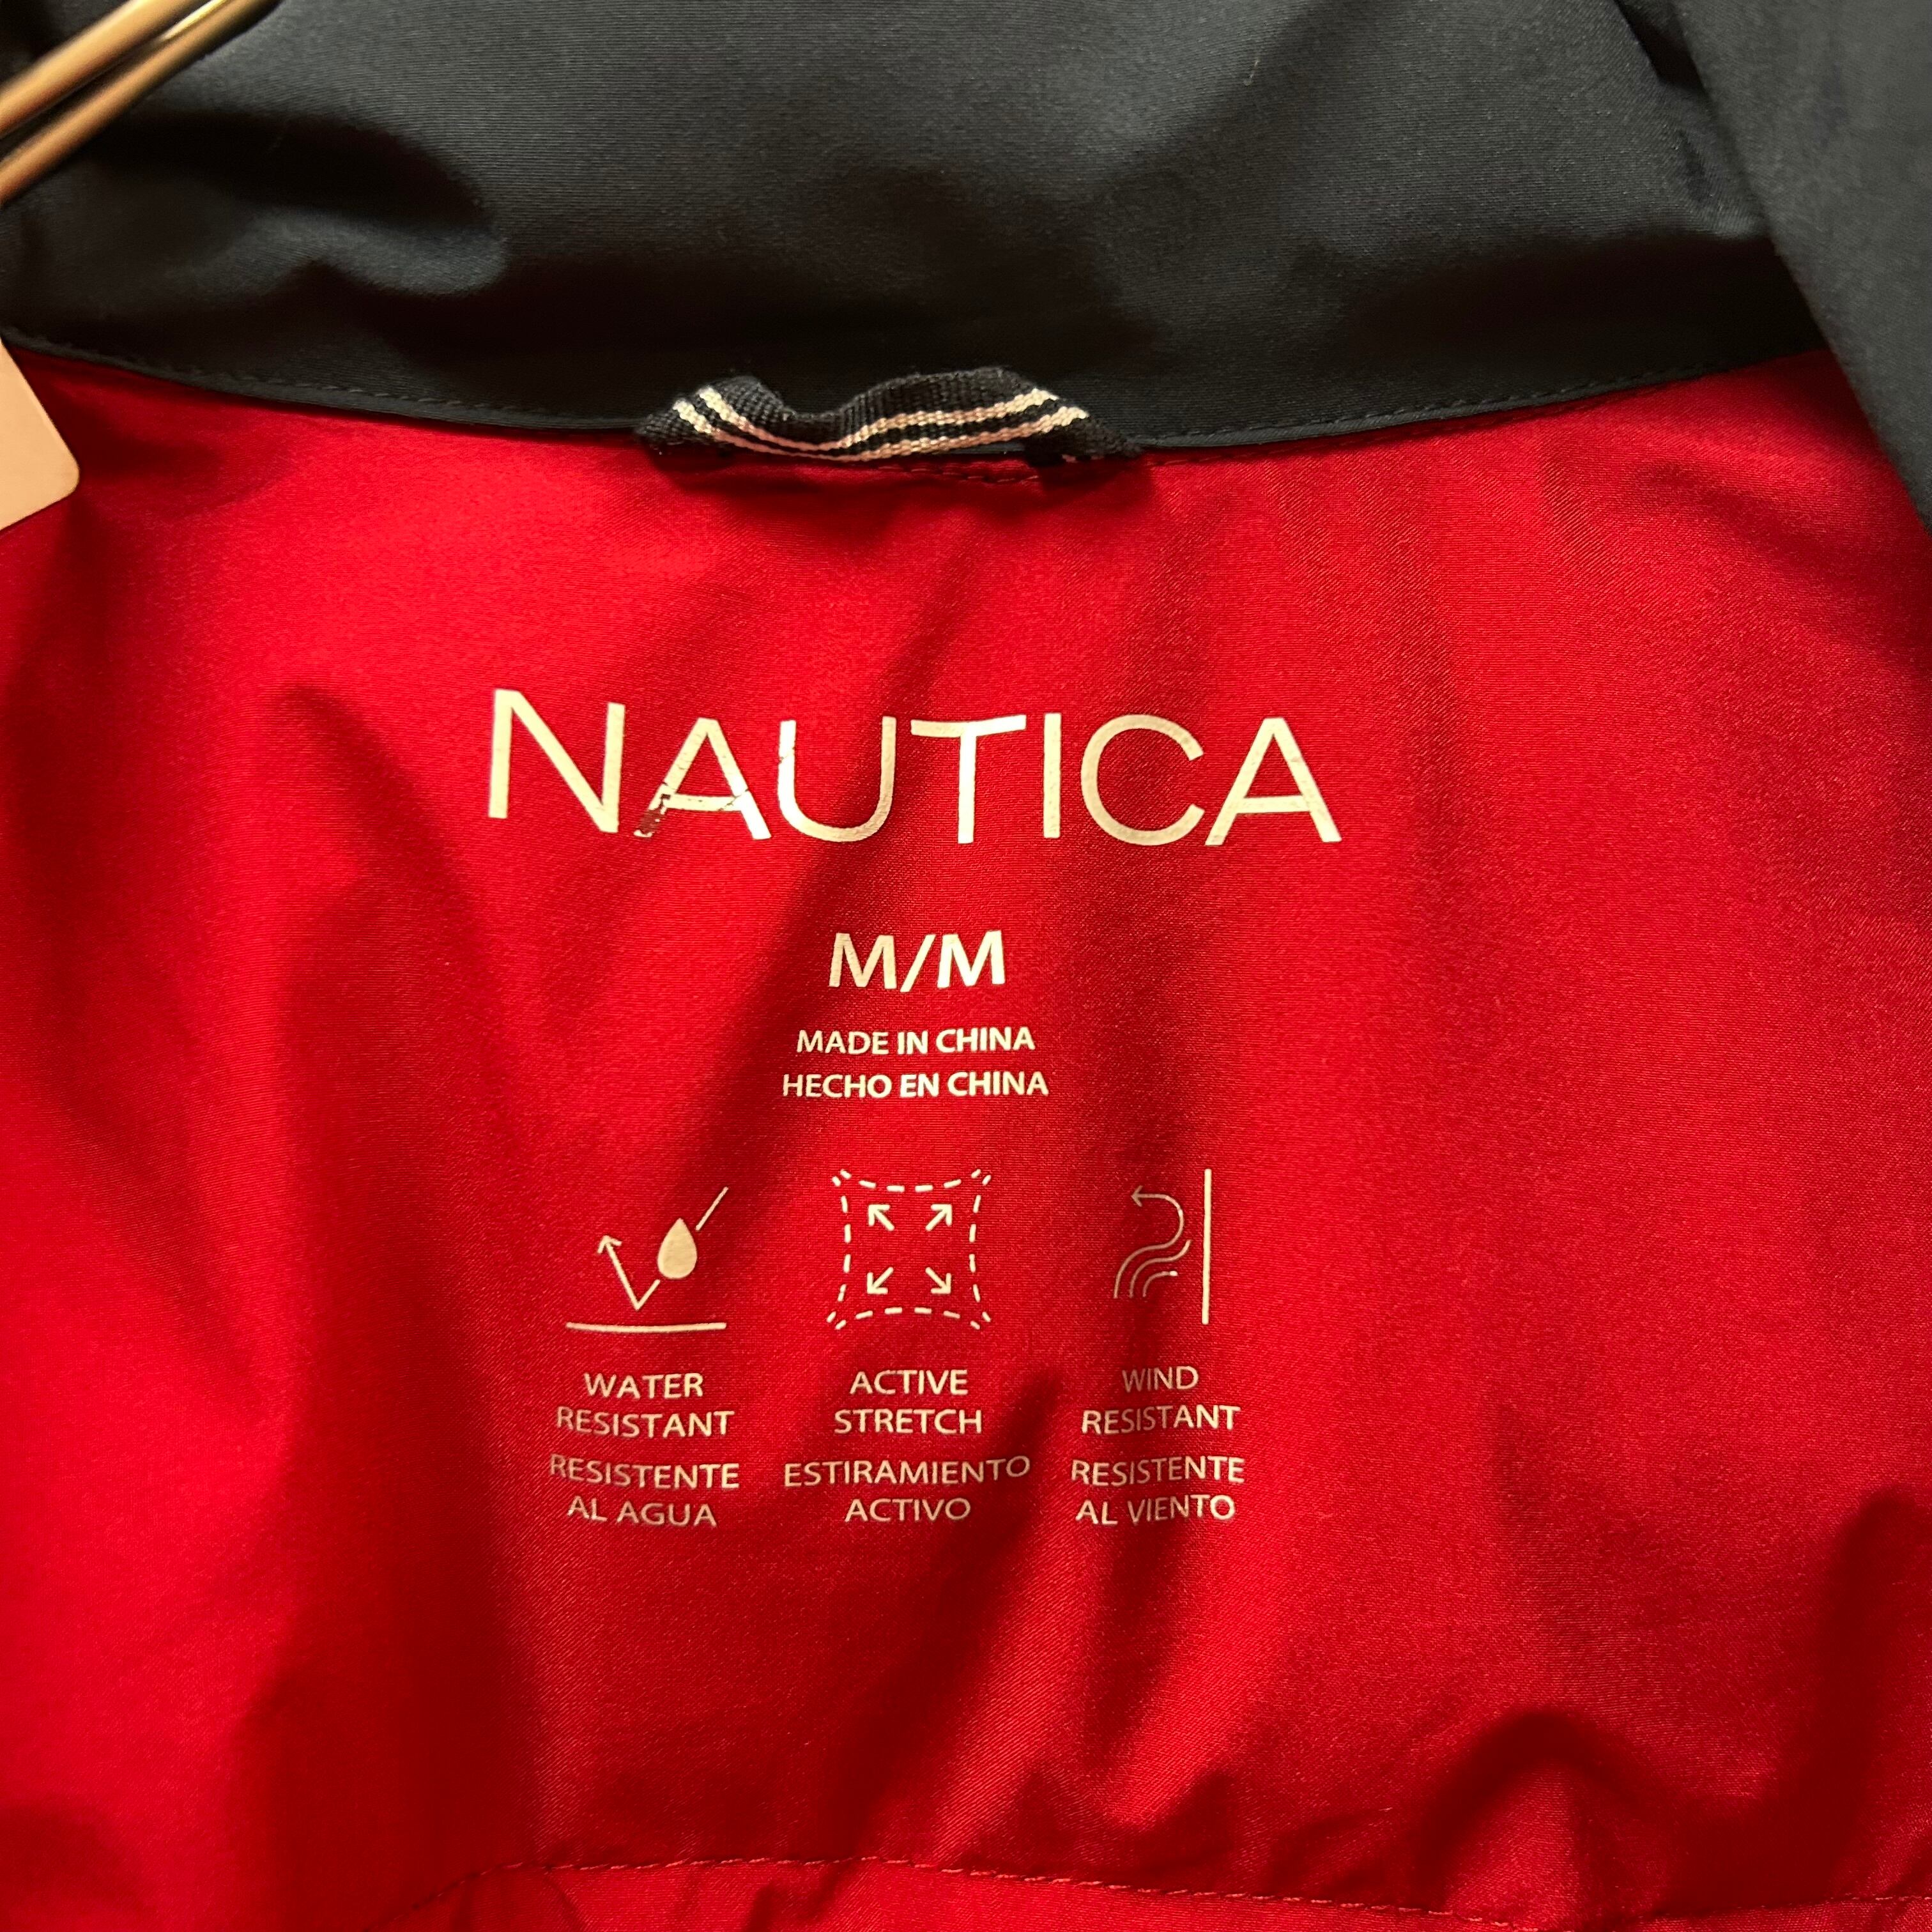 NAUTICA
M/M
MADE IN CHINA
HECHO EN CHINA
WATER
RESISTANT
RESISTENTE
AL AGUA
ACTIVE
STRETCH
ESTIRAMIENTO
ACTIVO
WIND
RESISTANT
RESISTENTE
AL VIENTO